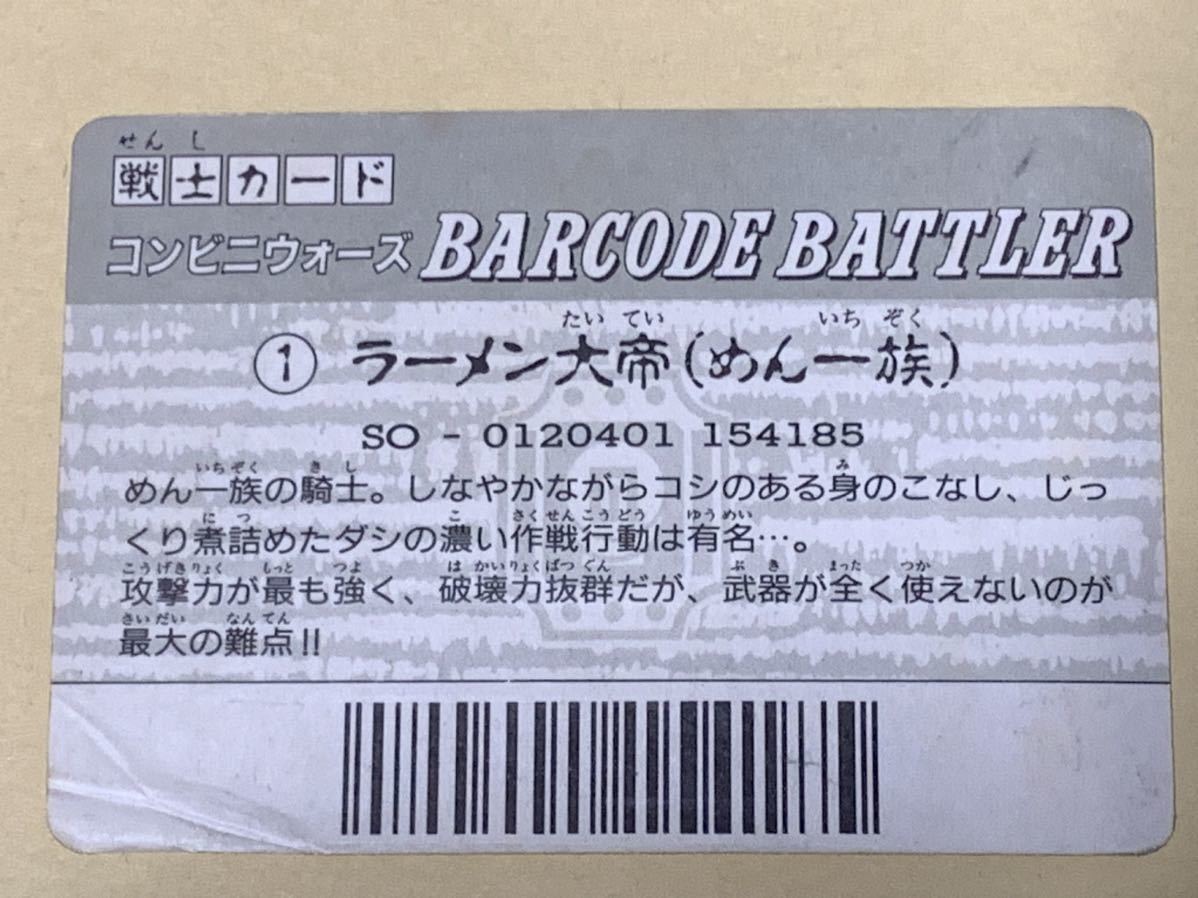 せんし
戦士カード
コンビニウォーズ BARCODE BATTLER
たいてい いちぞく
① ラーメン大帝(めん一族)
SO - 0120401 154185
いちぞく きし み
めん一族の騎士。しなやかながらコシのある身のこなし、じっ
につ こ さくせんこうどう ゆうめい
くり煮詰めたダシの濃い作戦行動は有名…。
こうげきりょく もっと つよ はかいりょくばつぐん ぶき まった つか
攻撃力が最も強く、破壊力抜群だが、武器が全く使えないのが
さいだい なんてん
最大の難点!!